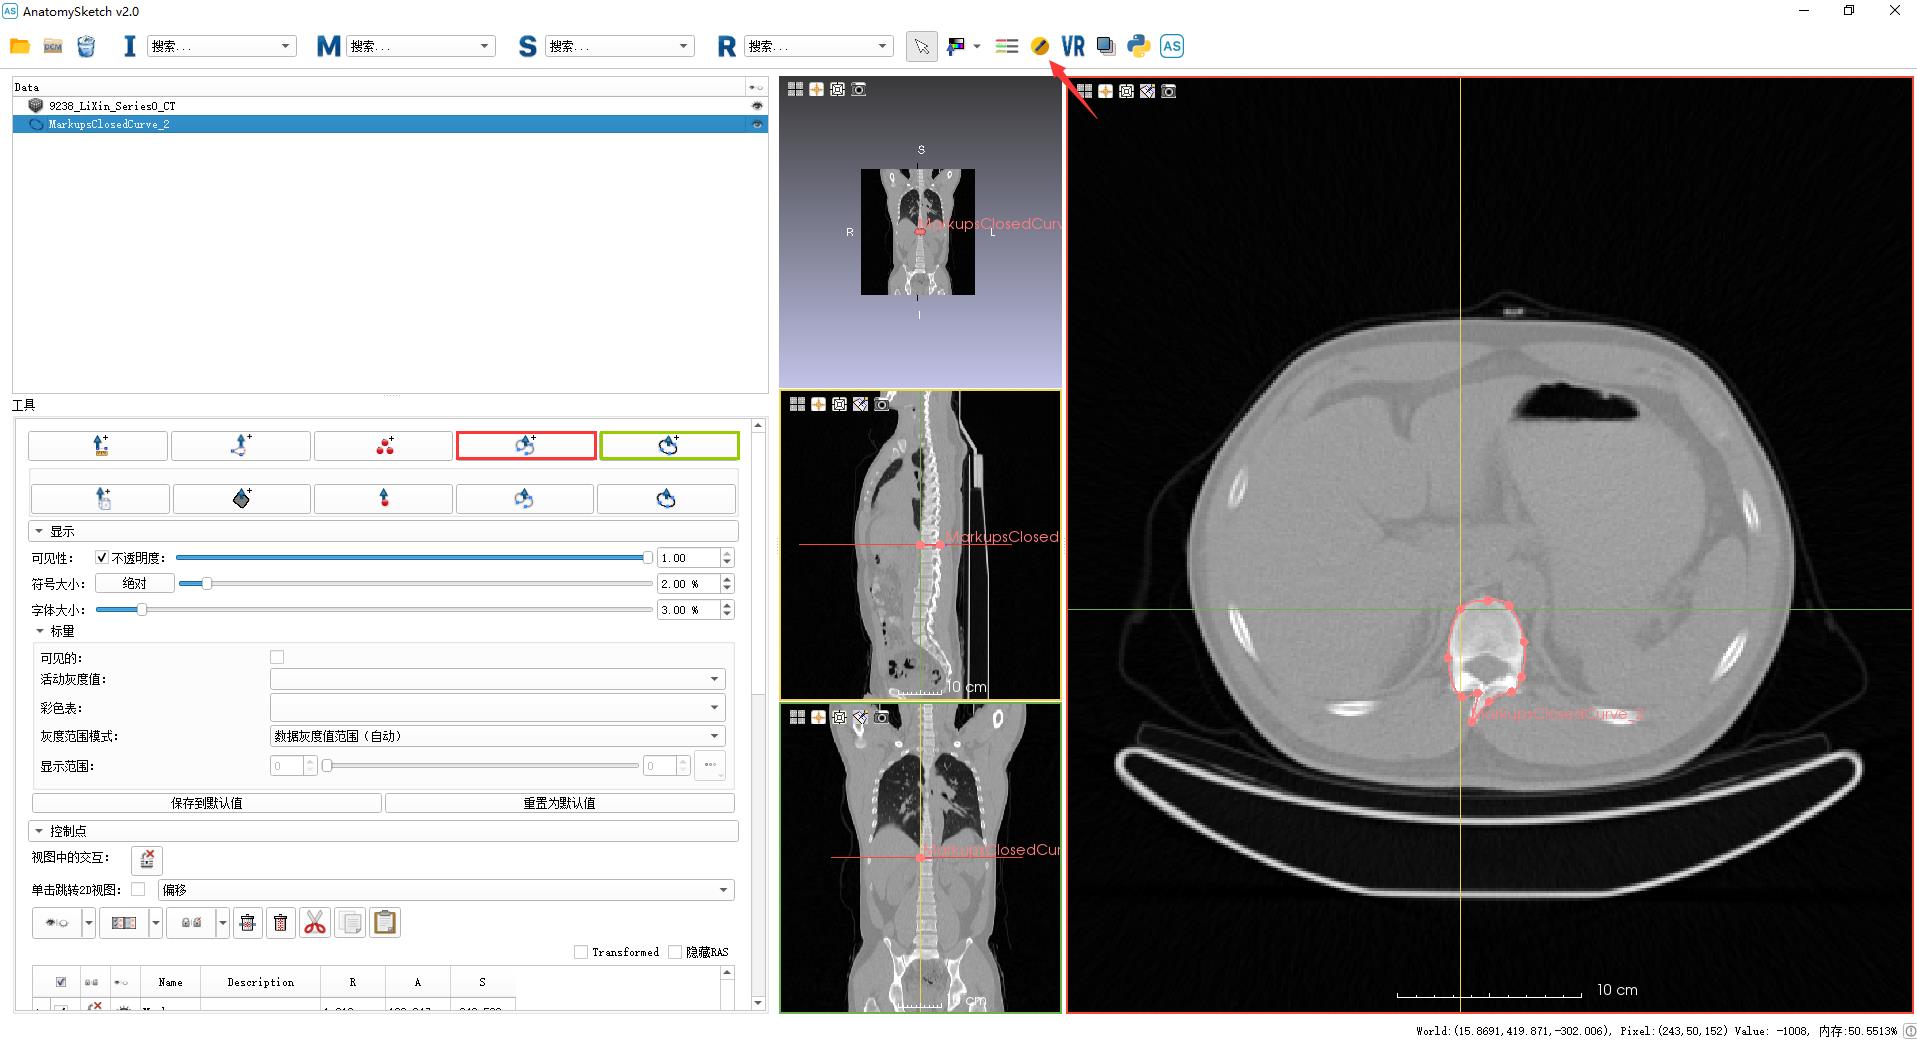 AS AnatomySketch v2.0
DCM I 搜索... M 搜索... S 搜索... R 搜索... VR AS
Data
9238_LiXin_Series0_CT
MarkupsClosedCurve_2
工具
显示
可见性: 不透明度: 1.00
符号大小: 绝对 2.00 %
字体大小: 3.00 %
标量
可见的:
活动灰度值:
彩色表:
灰度范围模式: 数据灰度值范围（自动）
显示范围: 0 0 ...
保存到默认值 重置为默认值
控制点
视图中的交互:
单击跳转2D视图: 偏移
Transformed 隐藏RAS
Name Description R A S
S
MarkupsClosedCurv
R L
I
MarkupsClosed
10 cm
MarkupsClosedCur
10 cm
MarkupsClosedCurve_2
10 cm
World:(15.8691,419.871,-302.006), Pixel:(243,50,152) Value: -1008, 内存:50.5513%